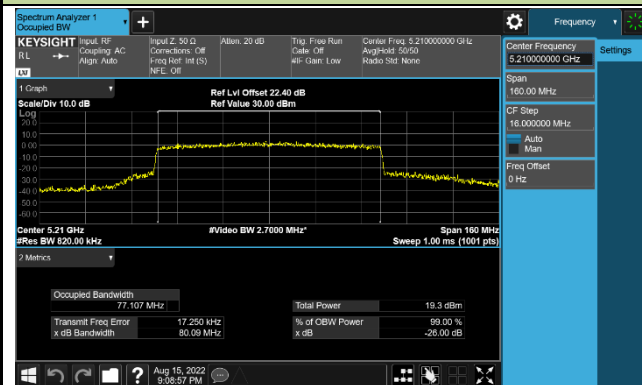 Spectrum Analyzer 1
Occupied BW
Frequency
KEYSIGHT
Input: RF
Coupling: AC
Align: Auto
Input Z: 50 Ω
Corrections: Off
Freq Ref: Int (S)
NFE: Off
Atten: 20 dB
Trig: Free Run
Gate: Off
#IF Gain: Low
Center Freq: 5.210000000 GHz
Avg|Hold: 50/50
Radio Std: None
RL
LXI
Center Frequency
5.210000000 GHz
Settings
Span
160.00 MHz
CF Step
16.000000 MHz
Auto
Man
Freq Offset
0 Hz
1 Graph
Scale/Div 10.0 dB
Ref Lvl Offset 22.40 dB
Ref Value 30.00 dBm
Log
20.0
10.0
0.00
-10.0
-20.0
-30.0
-40.0
-50.0
-60.0
Center 5.21 GHz
#Res BW 820.00 kHz
#Video BW 2.7000 MHz*
Span 160 MHz
Sweep 1.00 ms (1001 pts)
2 Metrics
Occupied Bandwidth
77.107 MHz
Total Power 19.3 dBm
Transmit Freq Error 17.250 kHz
% of OBW Power 99.00 %
x dB Bandwidth 80.09 MHz
x dB -26.00 dB
?
Aug 15, 2022
9:08:57 PM